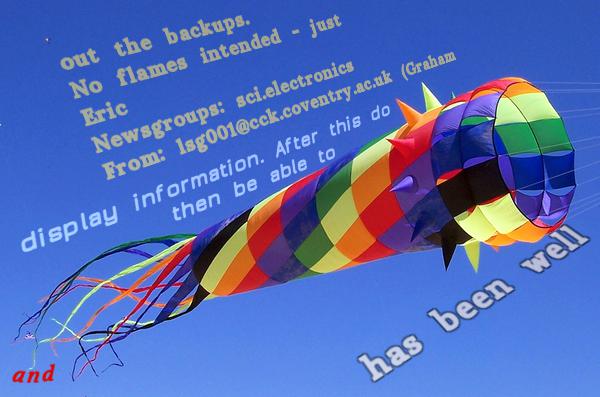 out the backups.
No flames intended - just
Eric
Newsgroups: sci.electronics
From: lsg001@cck.coventry.ac.uk (Graham
display information. After this do
then be able to
has been well
and